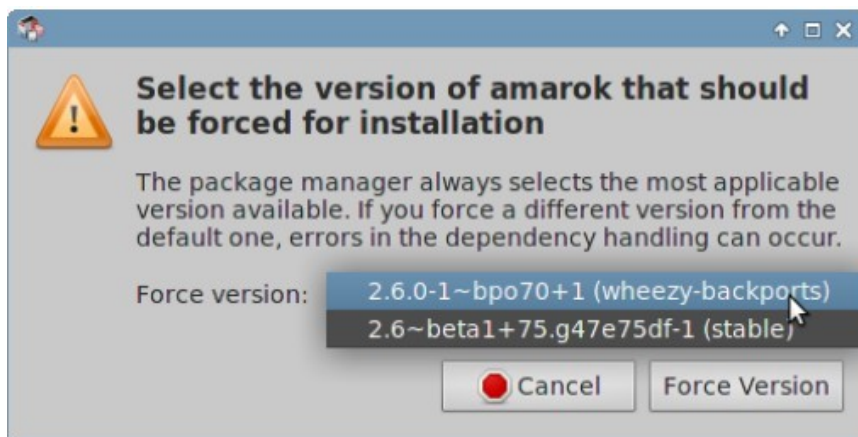 Select the version of amarok that should
be forced for installation
The package manager always selects the most applicable
version available. If you force a different version from the
default one, errors in the dependency handling can occur.
Force version:
2.6.0-1~bpo70+1 (wheezy-backports)
2.6~beta1+75.g47e75df-1 (stable)
Cancel
Force Version